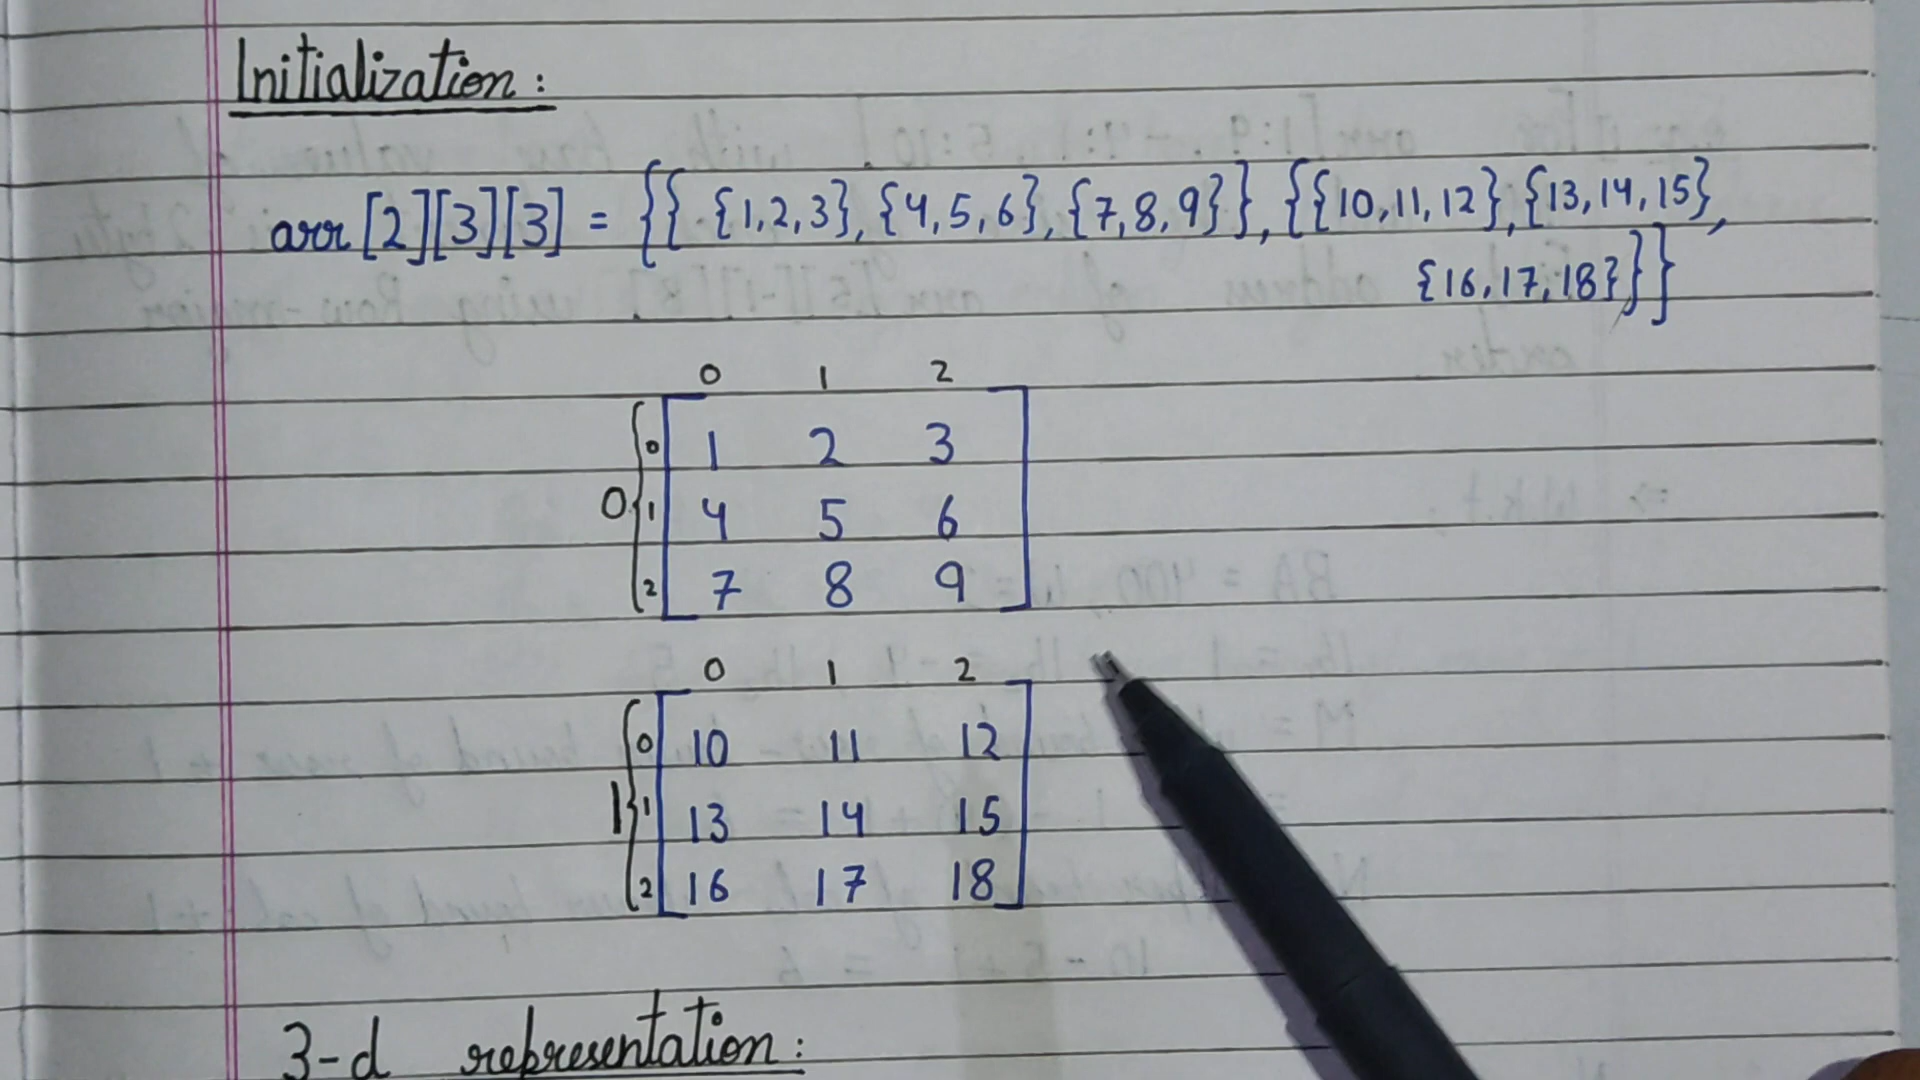 Initialization:
arr[2][3][3] = {{ {1,2,3}, {4,5,6}, {7,8,9}}, {{10,11,12}, {13,14,15},
{16,17,18}}}
0 1 2
0 1 2 3
0 1 4 5 6
2 7 8 9
0 1 2
0 10 11 12
1 1 13 14 15
2 16 17 18
3-d representation: